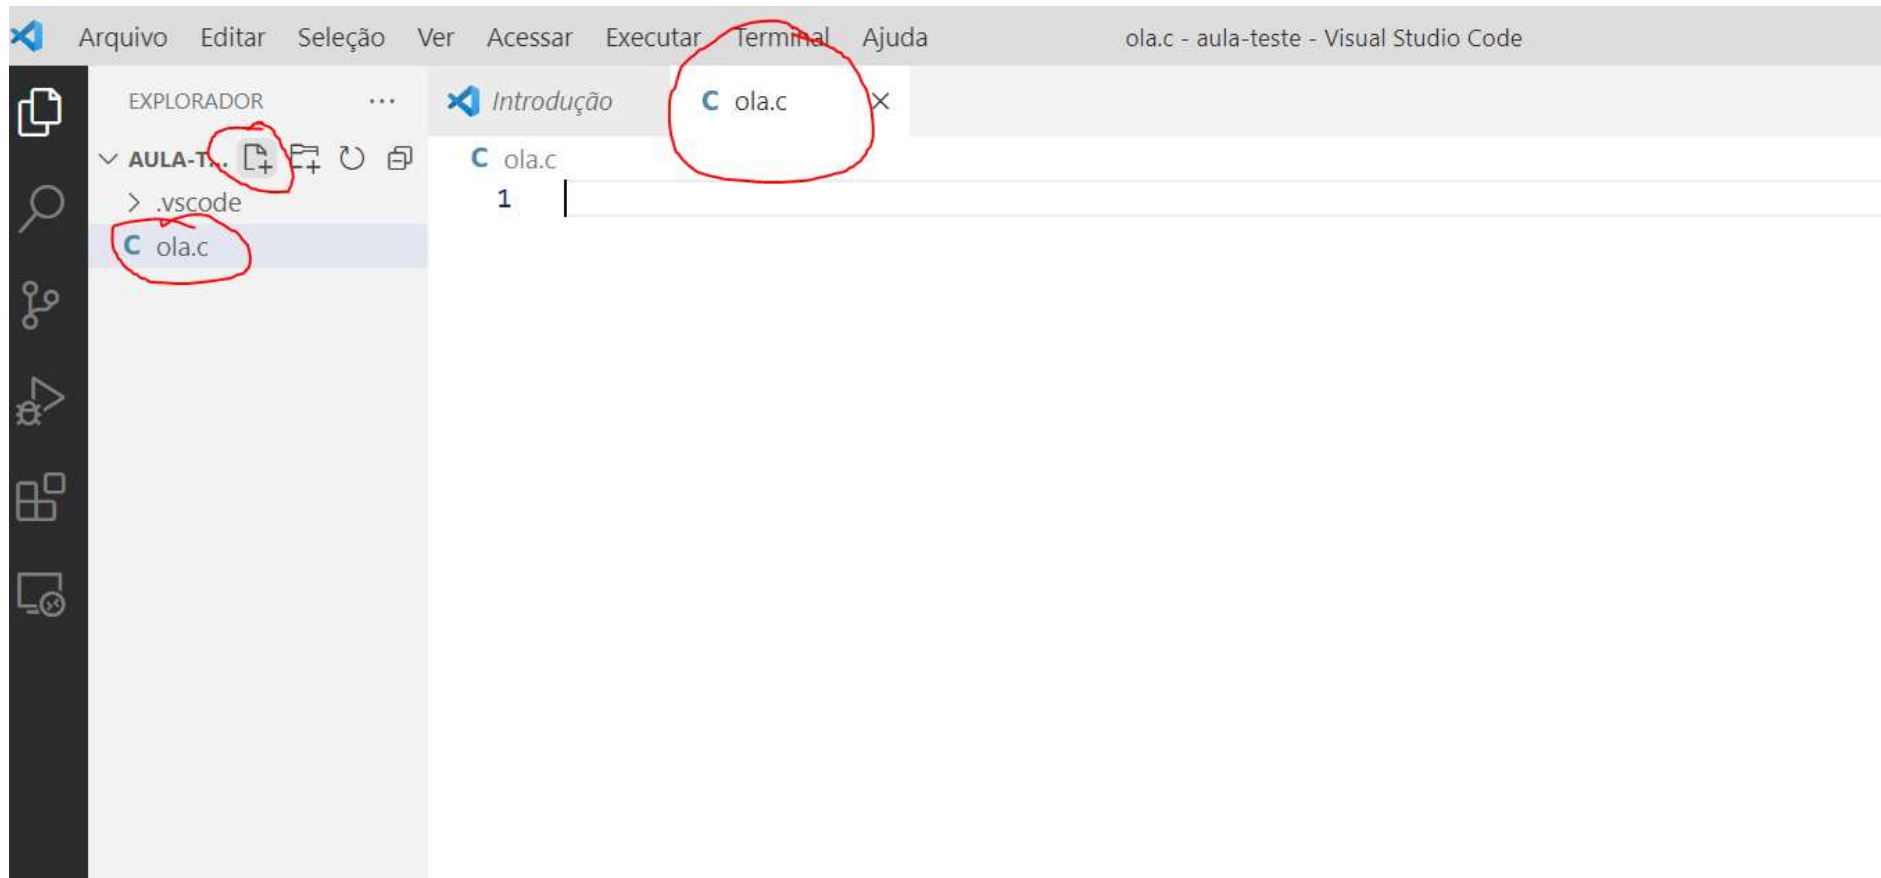 Arquivo Editar Seleção Ver Acessar Executar Terminal Ajuda ola.c - aula-teste - Visual Studio Code
EXPLORADOR ...
AULA-T...
.vscode
C ola.c
Introdução
C ola.c
C ola.c
1